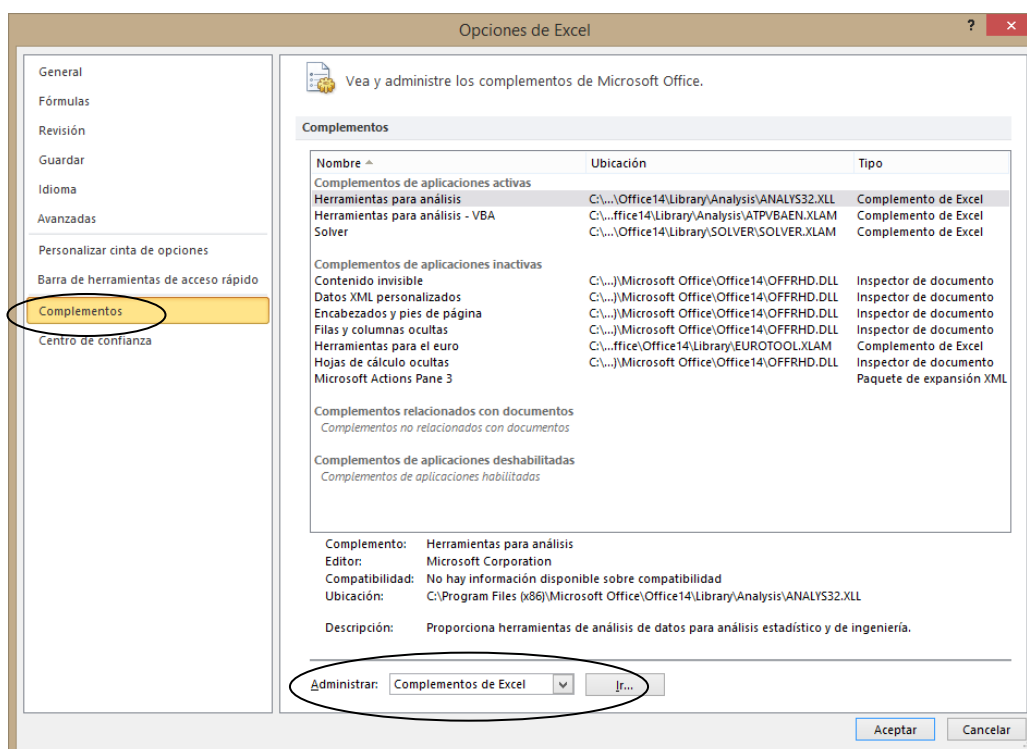 Opciones de Excel
?
General
Fórmulas
Revisión
Guardar
Idioma
Avanzadas
Personalizar cinta de opciones
Barra de herramientas de acceso rápido
Complementos
Centro de confianza
Vea y administre los complementos de Microsoft Office.
Complementos
Nombre Ubicación Tipo
Complementos de aplicaciones activas
Herramientas para análisis C:\...\Office14\Library\Analysis\ANALYS32.XLL Complemento de Excel
Herramientas para análisis - VBA C:\...ffice14\Library\Analysis\ATPVBAEN.XLAM Complemento de Excel
Solver C:\...\Office14\Library\SOLVER\SOLVER.XLAM Complemento de Excel
Complementos de aplicaciones inactivas
Contenido invisible C:\...)\Microsoft Office\Office14\OFFRHD.DLL Inspector de documento
Datos XML personalizados C:\...)\Microsoft Office\Office14\OFFRHD.DLL Inspector de documento
Encabezados y pies de página C:\...)\Microsoft Office\Office14\OFFRHD.DLL Inspector de documento
Filas y columnas ocultas C:\...)\Microsoft Office\Office14\OFFRHD.DLL Inspector de documento
Herramientas para el euro C:\...ffice\Office14\Library\EUROTOOL.XLAM Complemento de Excel
Hojas de cálculo ocultas C:\...)\Microsoft Office\Office14\OFFRHD.DLL Inspector de documento
Microsoft Actions Pane 3 Paquete de expansión XML
Complementos relacionados con documentos
Complementos no relacionados con documentos
Complementos de aplicaciones deshabilitadas
Complementos de aplicaciones habilitadas
Complemento: Herramientas para análisis
Editor: Microsoft Corporation
Compatibilidad: No hay información disponible sobre compatibilidad
Ubicación: C:\Program Files (x86)\Microsoft Office\Office14\Library\Analysis\ANALYS32.XLL
Descripción: Proporciona herramientas de análisis de datos para análisis estadístico y de ingeniería.
Administrar: Complementos de Excel Ir...
Aceptar Cancelar